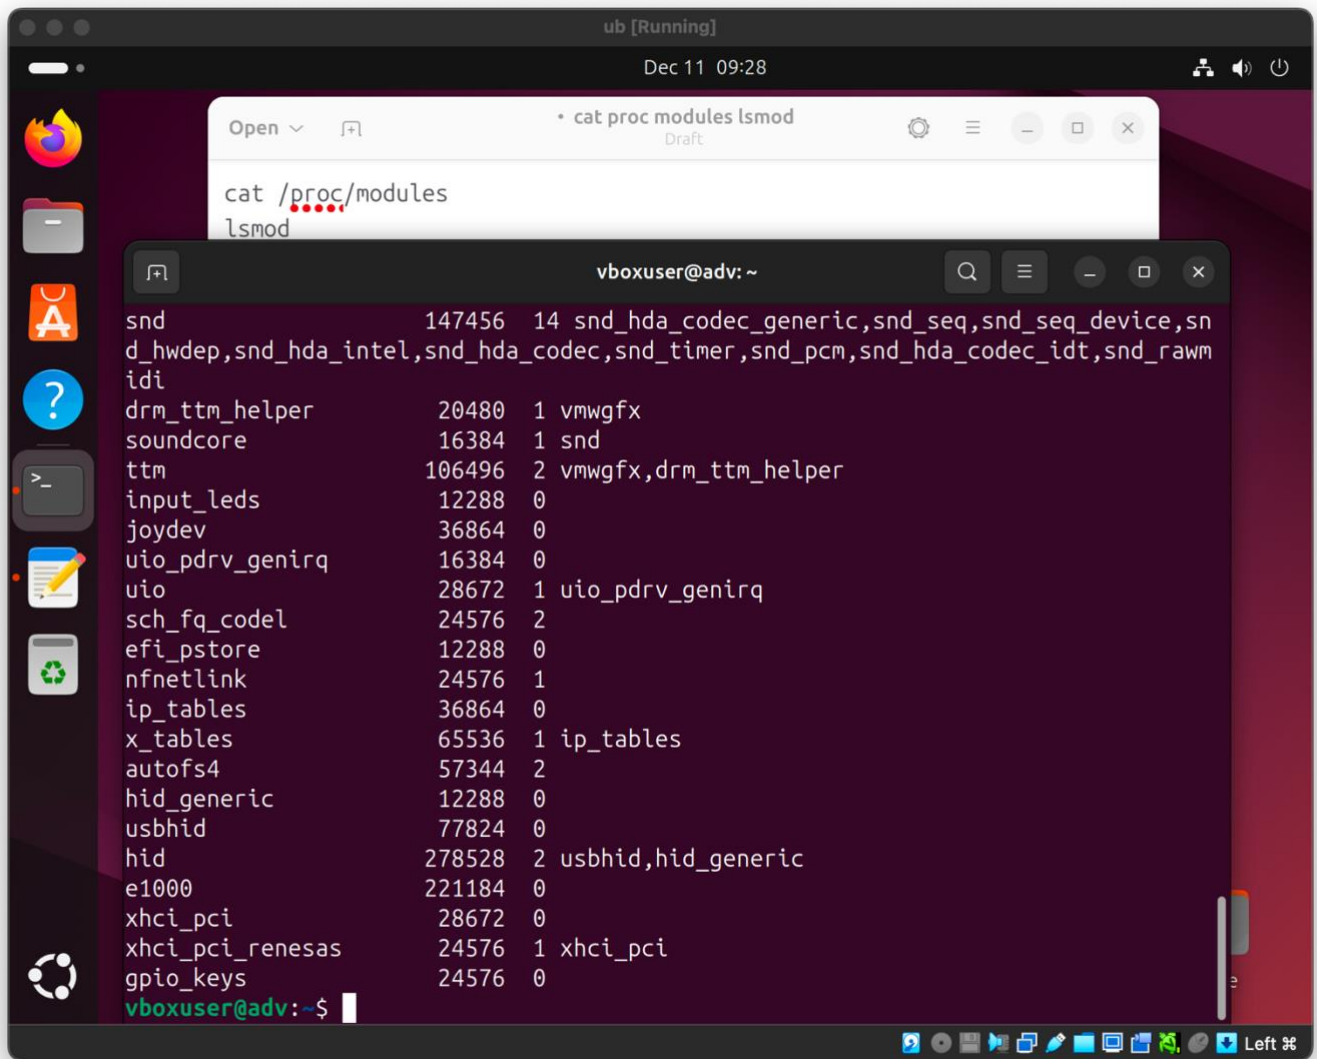 ub [Running]
Dec 11 09:28
Open
• cat proc modules lsmod
Draft
cat /proc/modules
lsmod
vboxuser@adv: ~
snd 147456 14 snd_hda_codec_generic,snd_seq,snd_seq_device,sn
d_hwdep,snd_hda_intel,snd_hda_codec,snd_timer,snd_pcm,snd_hda_codec_idt,snd_rawm
idi
drm_ttm_helper 20480 1 vmwgfx
soundcore 16384 1 snd
ttm 106496 2 vmwgfx,drm_ttm_helper
input_leds 12288 0
joydev 36864 0
uio_pdrv_genirq 16384 0
uio 28672 1 uio_pdrv_genirq
sch_fq_codel 24576 2
efi_pstore 12288 0
nfnetlink 24576 1
ip_tables 36864 0
x_tables 65536 1 ip_tables
autofs4 57344 2
hid_generic 12288 0
usbhid 77824 0
hid 278528 2 usbhid,hid_generic
e1000 221184 0
xhci_pci 28672 0
xhci_pci_renesas 24576 1 xhci_pci
gpio_keys 24576 0
e
vboxuser@adv:~$
Left ⌘